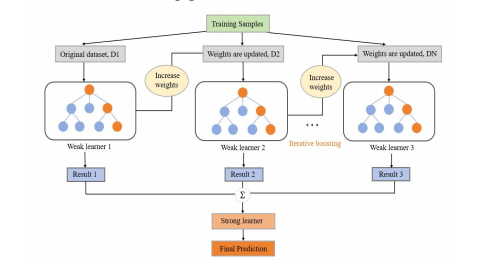 Training Samples
Original dataset, D1
Weights are updated, D2
Weights are updated, DN
Increase
weights
Increase
weights
...
Weak learner 1
Weak learner 2
Iterative boosting
Weak learner 3
Result 1
Result 2
Result 3
Σ
Strong learner
Final Prediction